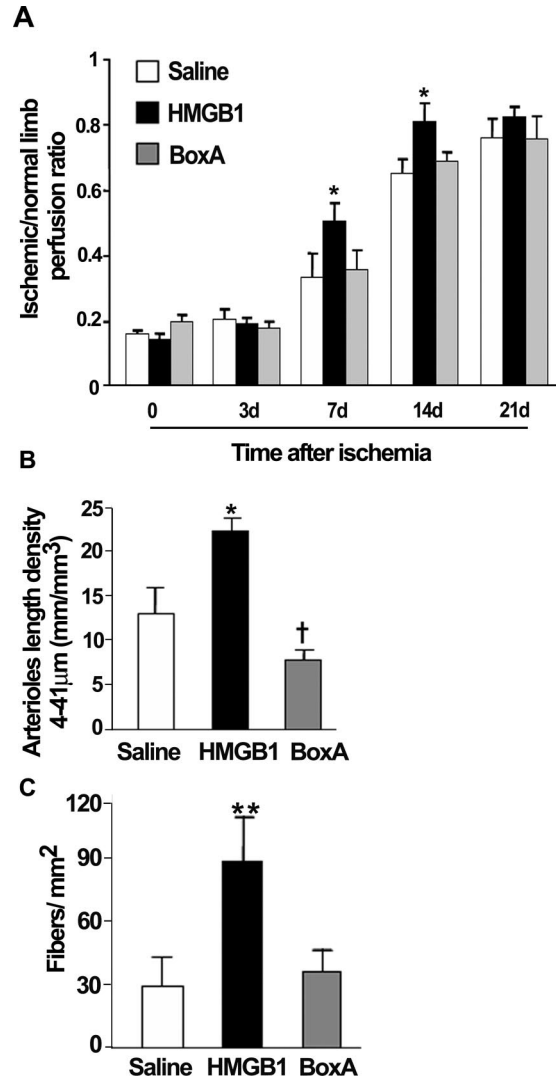 A
Ischemic/normal limb
perfusion ratio
1
0.8
0.6
0.4
0.2
0
Saline
HMGB1
BoxA
*
*
0 3d 7d 14d 21d
Time after ischemia
B
Arterioles length density
4-41μm (mm/mm³)
25
20
15
10
5
0
*
†
Saline HMGB1 BoxA
C
Fibers/ mm²
120
90
60
30
0
**
Saline HMGB1 BoxA